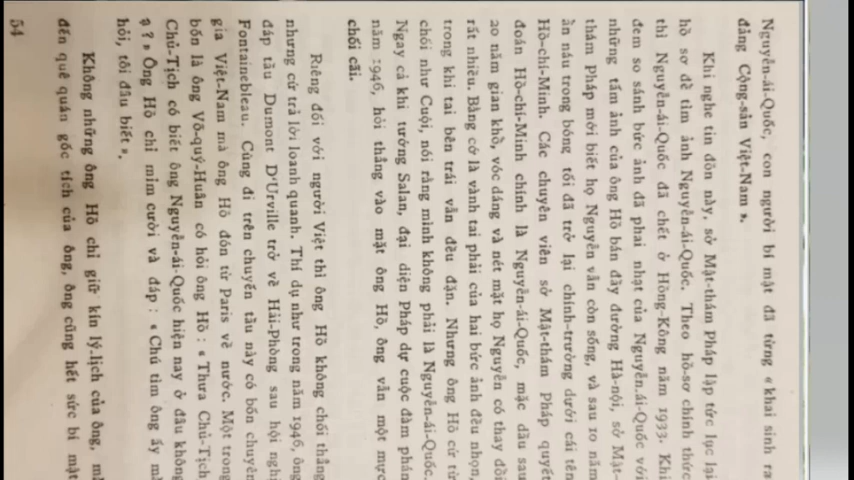 Nguyễn-ái-Quốc, con người bí mật đã từng « khai sinh ra
đảng Cộng-sản Việt-Nam ».
Khi nghe tin đồn này, sở Mật-thám Pháp lập tức lục lại
hồ sơ để tìm ảnh Nguyễn-ái-Quốc. Theo hồ-sơ chính thức
thì Nguyễn-ái-Quốc đã chết ở Hồng-Kông năm 1933. Khi
đem so sánh bức ảnh đã phai nhạt của Nguyễn-ái-Quốc với
những tấm ảnh của ông Hồ bán đầy đường Hà-nội, sở Mật-
thám Pháp mới biết họ Nguyễn vẫn còn sống, và sau 10 năm
ẩn náu trong bóng tối đã trở lại chính-trường dưới cái tên
Hồ-chí-Minh. Các chuyên viên sở Mật-thám Pháp quyết
đoán Hồ-chí-Minh chính là Nguyễn-ái-Quốc, mặc dầu sau
20 năm gian khổ, vóc dáng và nét mặt họ Nguyễn có thay đổi
rất nhiều. Bằng cớ là vành tai phải của hai bức ảnh đều nhọn,
trong khi tai bên trái vẫn đều đặn. Nhưng ông Hồ cứ từ
chối như Cuội, nói rằng mình không phải là Nguyễn-ái-Quốc.
Ngay cả khi tướng Salan, đại diện Pháp dự cuộc đàm phán
năm 1946, hỏi thẳng vào mặt ông Hồ, ông vẫn một mực
chối cãi.
Riêng đối với người Việt thì ông Hồ không chối thẳng
nhưng cứ trả lời loanh quanh. Thí dụ như trong năm 1946, ông
đáp tầu Dumont D'Urville trở về Hải-Phòng sau hội nghị
Fontainebleau. Cùng đi trên chuyến tầu này có bốn chuyên
gia Việt-Nam mà ông Hồ đón từ Paris về nước. Một trong
bốn là ông Võ-quý-Huân có hỏi ông Hồ : « Thưa Chủ-Tịch
Chủ-Tịch có biết ông Nguyễn-ái-Quốc hiện nay ở đâu không
ạ ? » Ông Hồ chỉ mỉm cười và đáp : « Chú tìm ông ấy mà
hỏi, tôi đâu biết ».
Không những ông Hồ chỉ giữ kín lý-lịch của ông, mà
đến quê quán gốc tích của ông, ông cũng hết sức bí mật
54